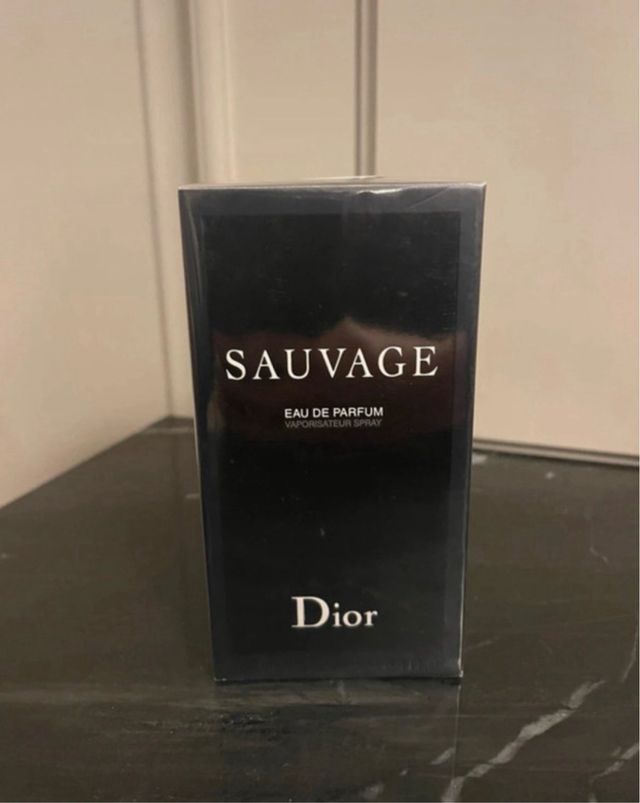 SAUVAGE
EAU DE PARFUM
VAPORISATEUR SPRAY
Dior